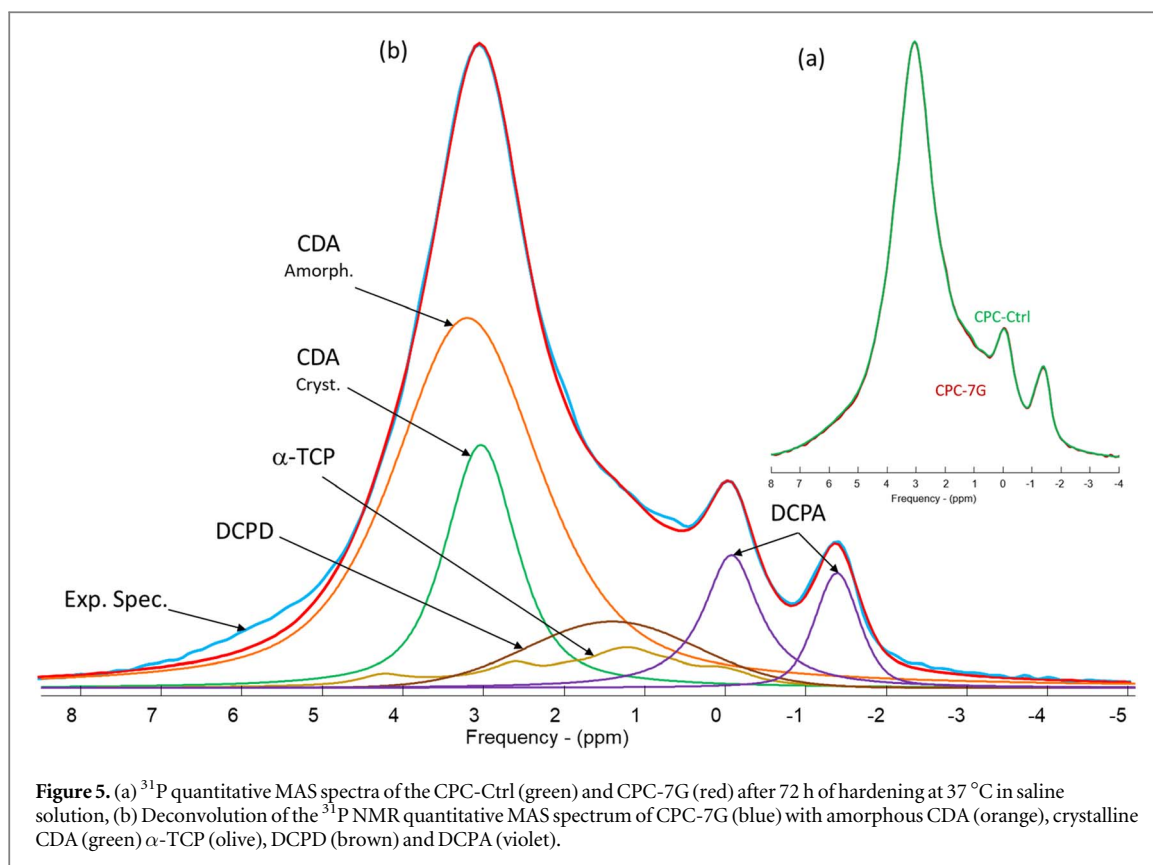 (b)
(a)
CDA
Amorph.
CDA
Cryst.
α-TCP
DCPD
Exp. Spec.
DCPA
8 7 6 5 4 3 2 1 0 -1 -2 -3 -4 -5
Frequency - (ppm)
CPC-Ctrl
CPC-7G
8 7 6 5 4 3 2 1 0 -1 -2 -3 -4
Frequency - (ppm)
Figure 5. (a) ³¹P quantitative MAS spectra of the CPC-Ctrl (green) and CPC-7G (red) after 72 h of hardening at 37 °C in saline
solution, (b) Deconvolution of the ³¹P NMR quantitative MAS spectrum of CPC-7G (blue) with amorphous CDA (orange), crystalline
CDA (green) α-TCP (olive), DCPD (brown) and DCPA (violet).